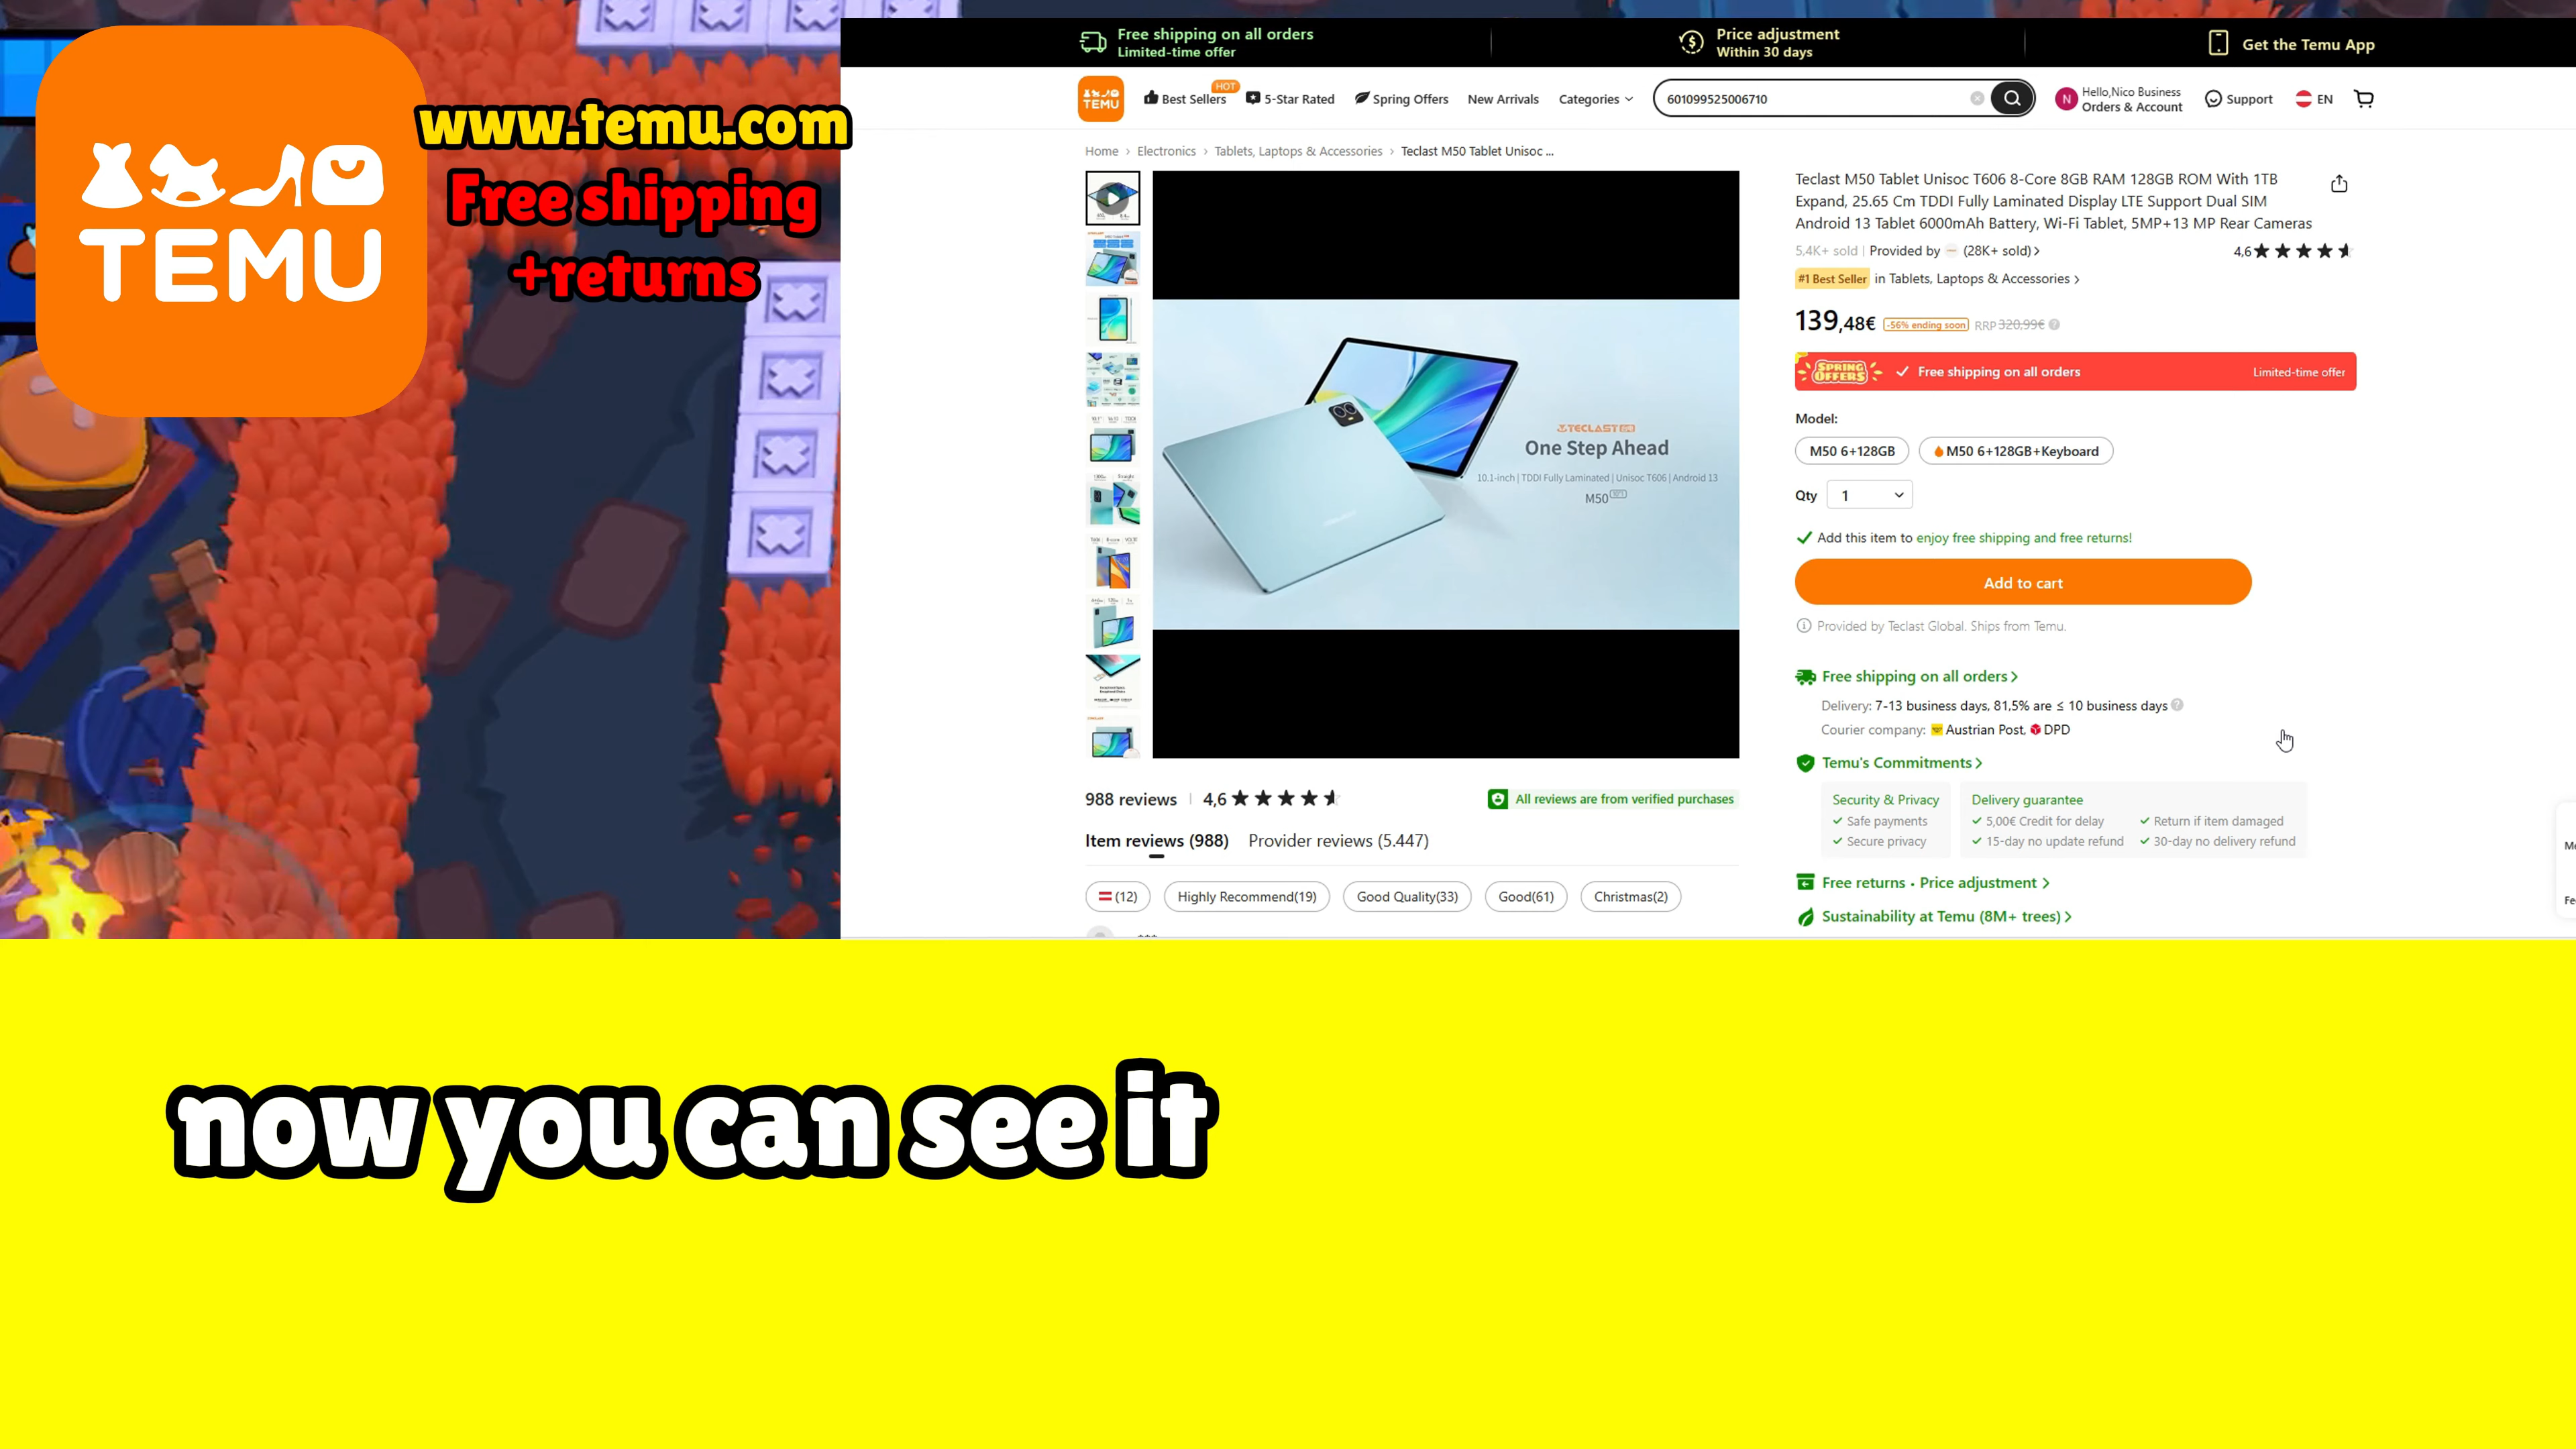 TEMU
www.temu.com
Free shipping
+returns
Free shipping on all orders
Limited-time offer
Price adjustment
Within 30 days
Get the Temu App
TEMU
Best Sellers
HOT
5-Star Rated
Spring Offers
New Arrivals
Categories
601099525006710
N
Hello,Nico Business
Orders & Account
Support
EN
Home > Electronics > Tablets, Laptops & Accessories > Teclast M50 Tablet Unisoc ...
TECLAST
One Step Ahead
10.1-inch | TDDI Fully Laminated | Unisoc T606 | Android 13
M50
Teclast M50 Tablet Unisoc T606 8-Core 8GB RAM 128GB ROM With 1TB
Expand, 25.65 Cm TDDI Fully Laminated Display LTE Support Dual SIM
Android 13 Tablet 6000mAh Battery, Wi-Fi Tablet, 5MP+13 MP Rear Cameras
5,4K+ sold | Provided by (28K+ sold) >
4,6
#1 Best Seller in Tablets, Laptops & Accessories >
139,48€ -56% ending soon RRP 320,99€
SPRING OFFERS Free shipping on all orders Limited-time offer
Model:
M50 6+128GB
M50 6+128GB+Keyboard
Qty 1
Add this item to enjoy free shipping and free returns!
Add to cart
Provided by Teclast Global. Ships from Temu.
Free shipping on all orders >
Delivery: 7-13 business days, 81,5% are ≤ 10 business days
Courier company: Austrian Post, DPD
Temu's Commitments >
Security & Privacy
Safe payments
Secure privacy
Delivery guarantee
5,00€ Credit for delay
Return if item damaged
15-day no update refund
30-day no delivery refund
Free returns • Price adjustment >
Sustainability at Temu (8M+ trees) >
988 reviews | 4,6
All reviews are from verified purchases
Item reviews (988)
Provider reviews (5.447)
(12)
Highly Recommend(19)
Good Quality(33)
Good(61)
Christmas(2)
now you can see it